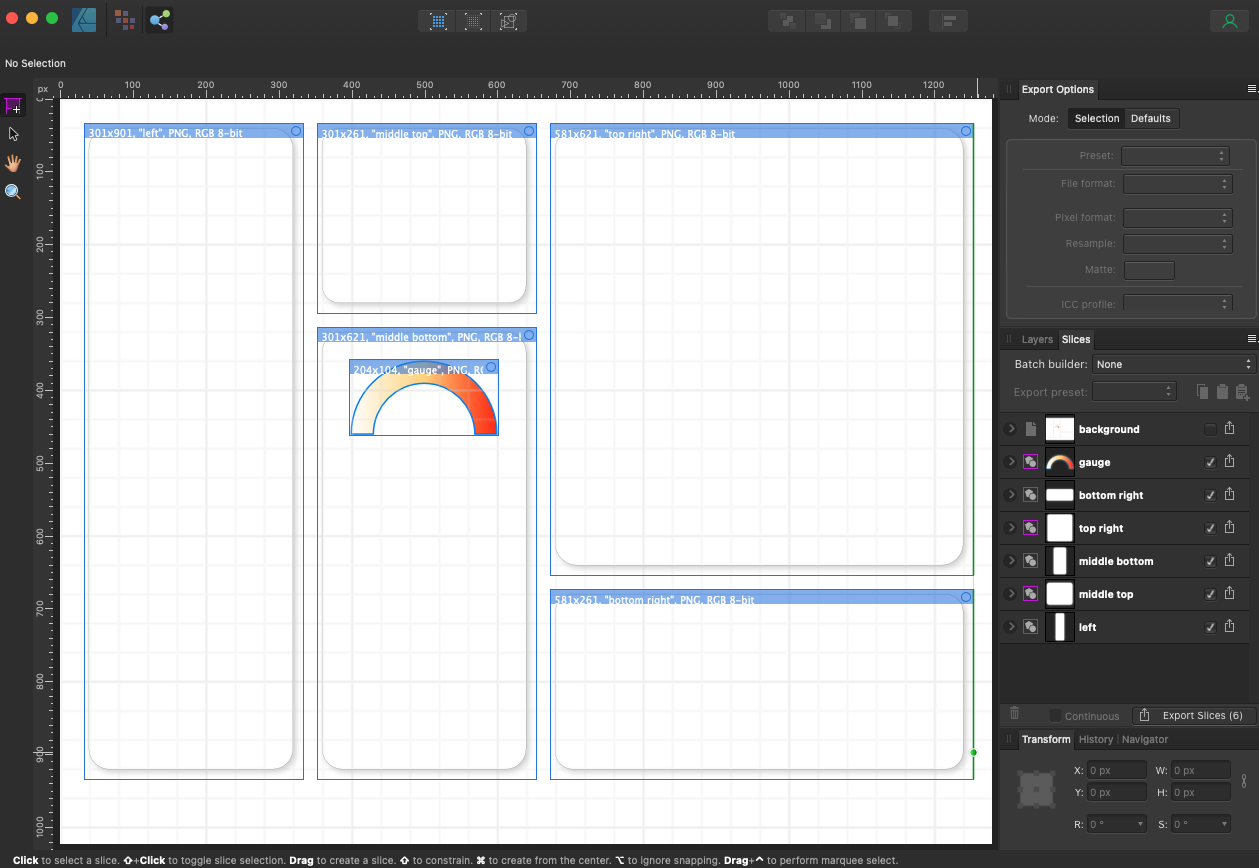 No Selection
px
0 100 200 300 400 500 600 700 800 900 1000 1100 1200
0
100
200
300
400
500
600
700
800
900
1000
301x901, "left", PNG, RGB 8-bit
301x261, "middle top", PNG, RGB 8-bit
581x621, "top right", PNG, RGB 8-bit
301x621, "middle bottom", PNG, RGB 8-
204x104, "gauge", PNG,
581x261, "bottom right", PNG, RGB 8-bit
Export Options
Mode: Selection Defaults
Preset:
File format:
Pixel format:
Resample:
Matte:
ICC profile:
Layers Slices
Batch builder: None
Export preset:
background
gauge
bottom right
top right
middle bottom
middle top
left
Continuous Export Slices (6)
Transform History Navigator
X: 0 px W: 0 px
Y: 0 px H: 0 px
R: 0 ° S: 0 °
Click to select a slice. ⇧+Click to toggle slice selection. Drag to create a slice. ⇧ to constrain. ⌘ to create from the center. ⌥ to ignore snapping. Drag+⌃ to perform marquee select.